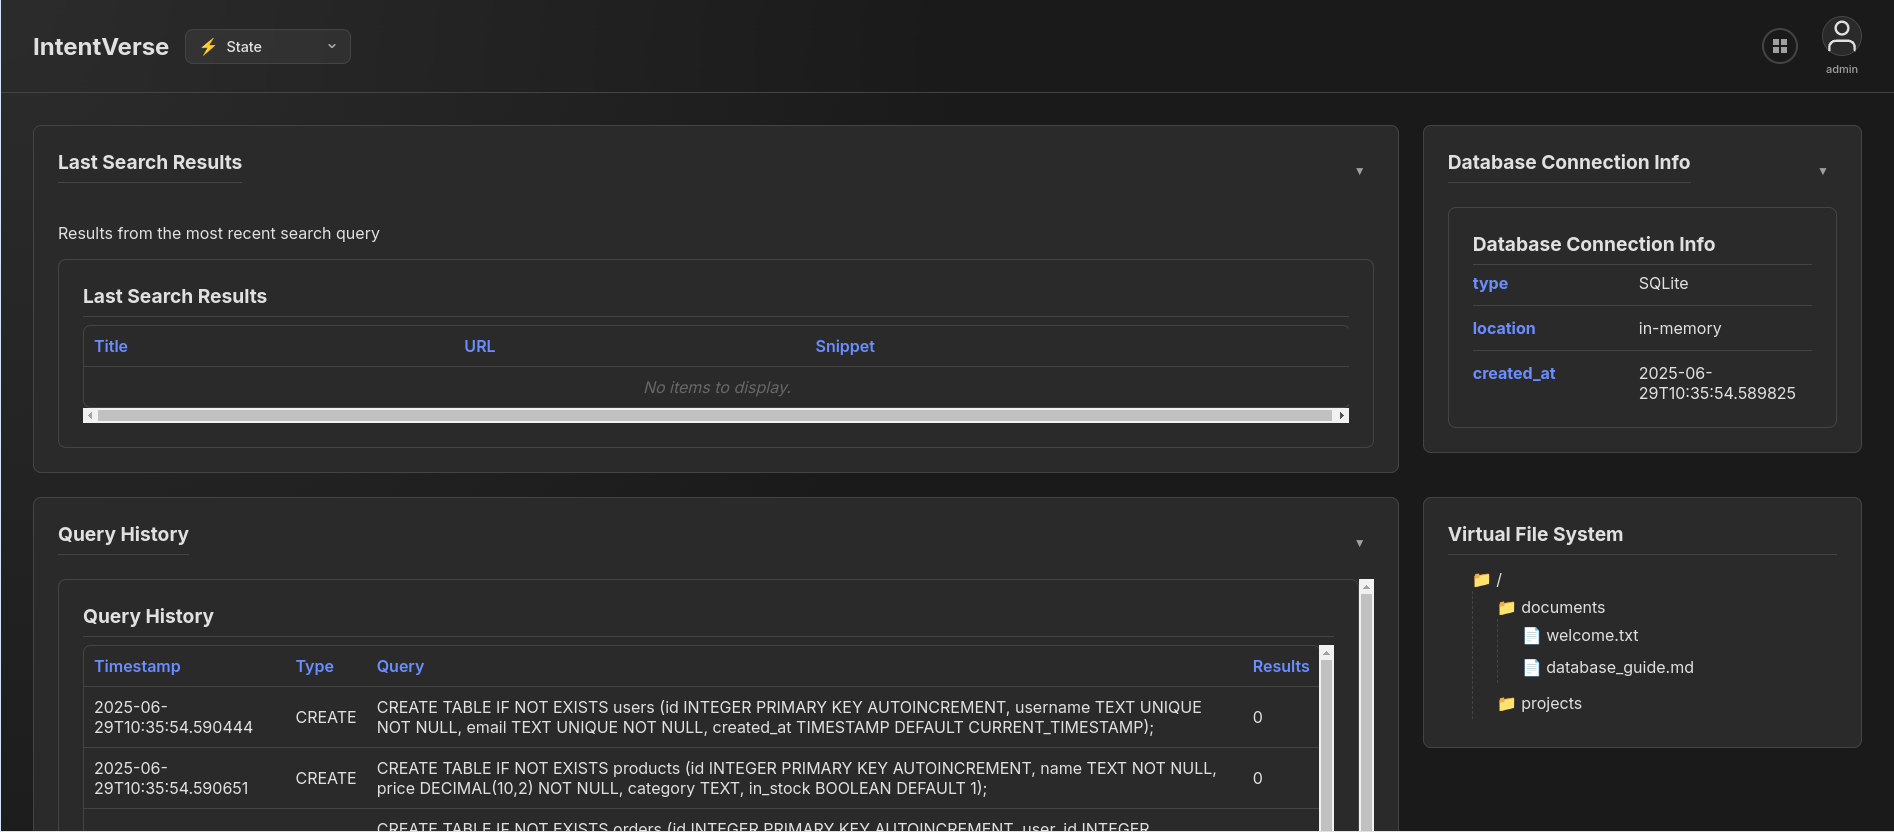 IntentVerse
State
admin
Last Search Results
Results from the most recent search query
Last Search Results
Title URL Snippet
No items to display.
Database Connection Info
Database Connection Info
type SQLite
location in-memory
created_at 2025-06-
29T10:35:54.589825
Query History
Query History
Timestamp Type Query Results
2025-06-
29T10:35:54.590444
CREATE
CREATE TABLE IF NOT EXISTS users (id INTEGER PRIMARY KEY AUTOINCREMENT, username TEXT UNIQUE
NOT NULL, email TEXT UNIQUE NOT NULL, created_at TIMESTAMP DEFAULT CURRENT_TIMESTAMP);
0
2025-06-
29T10:35:54.590651
CREATE
CREATE TABLE IF NOT EXISTS products (id INTEGER PRIMARY KEY AUTOINCREMENT, name TEXT NOT NULL,
price DECIMAL(10,2) NOT NULL, category TEXT, in_stock BOOLEAN DEFAULT 1);
0
CREATE TABLE IF NOT EXISTS orders (id INTEGER PRIMARY KEY AUTOINCREMENT, user_id INTEGER
Virtual File System
/
documents
welcome.txt
database_guide.md
projects